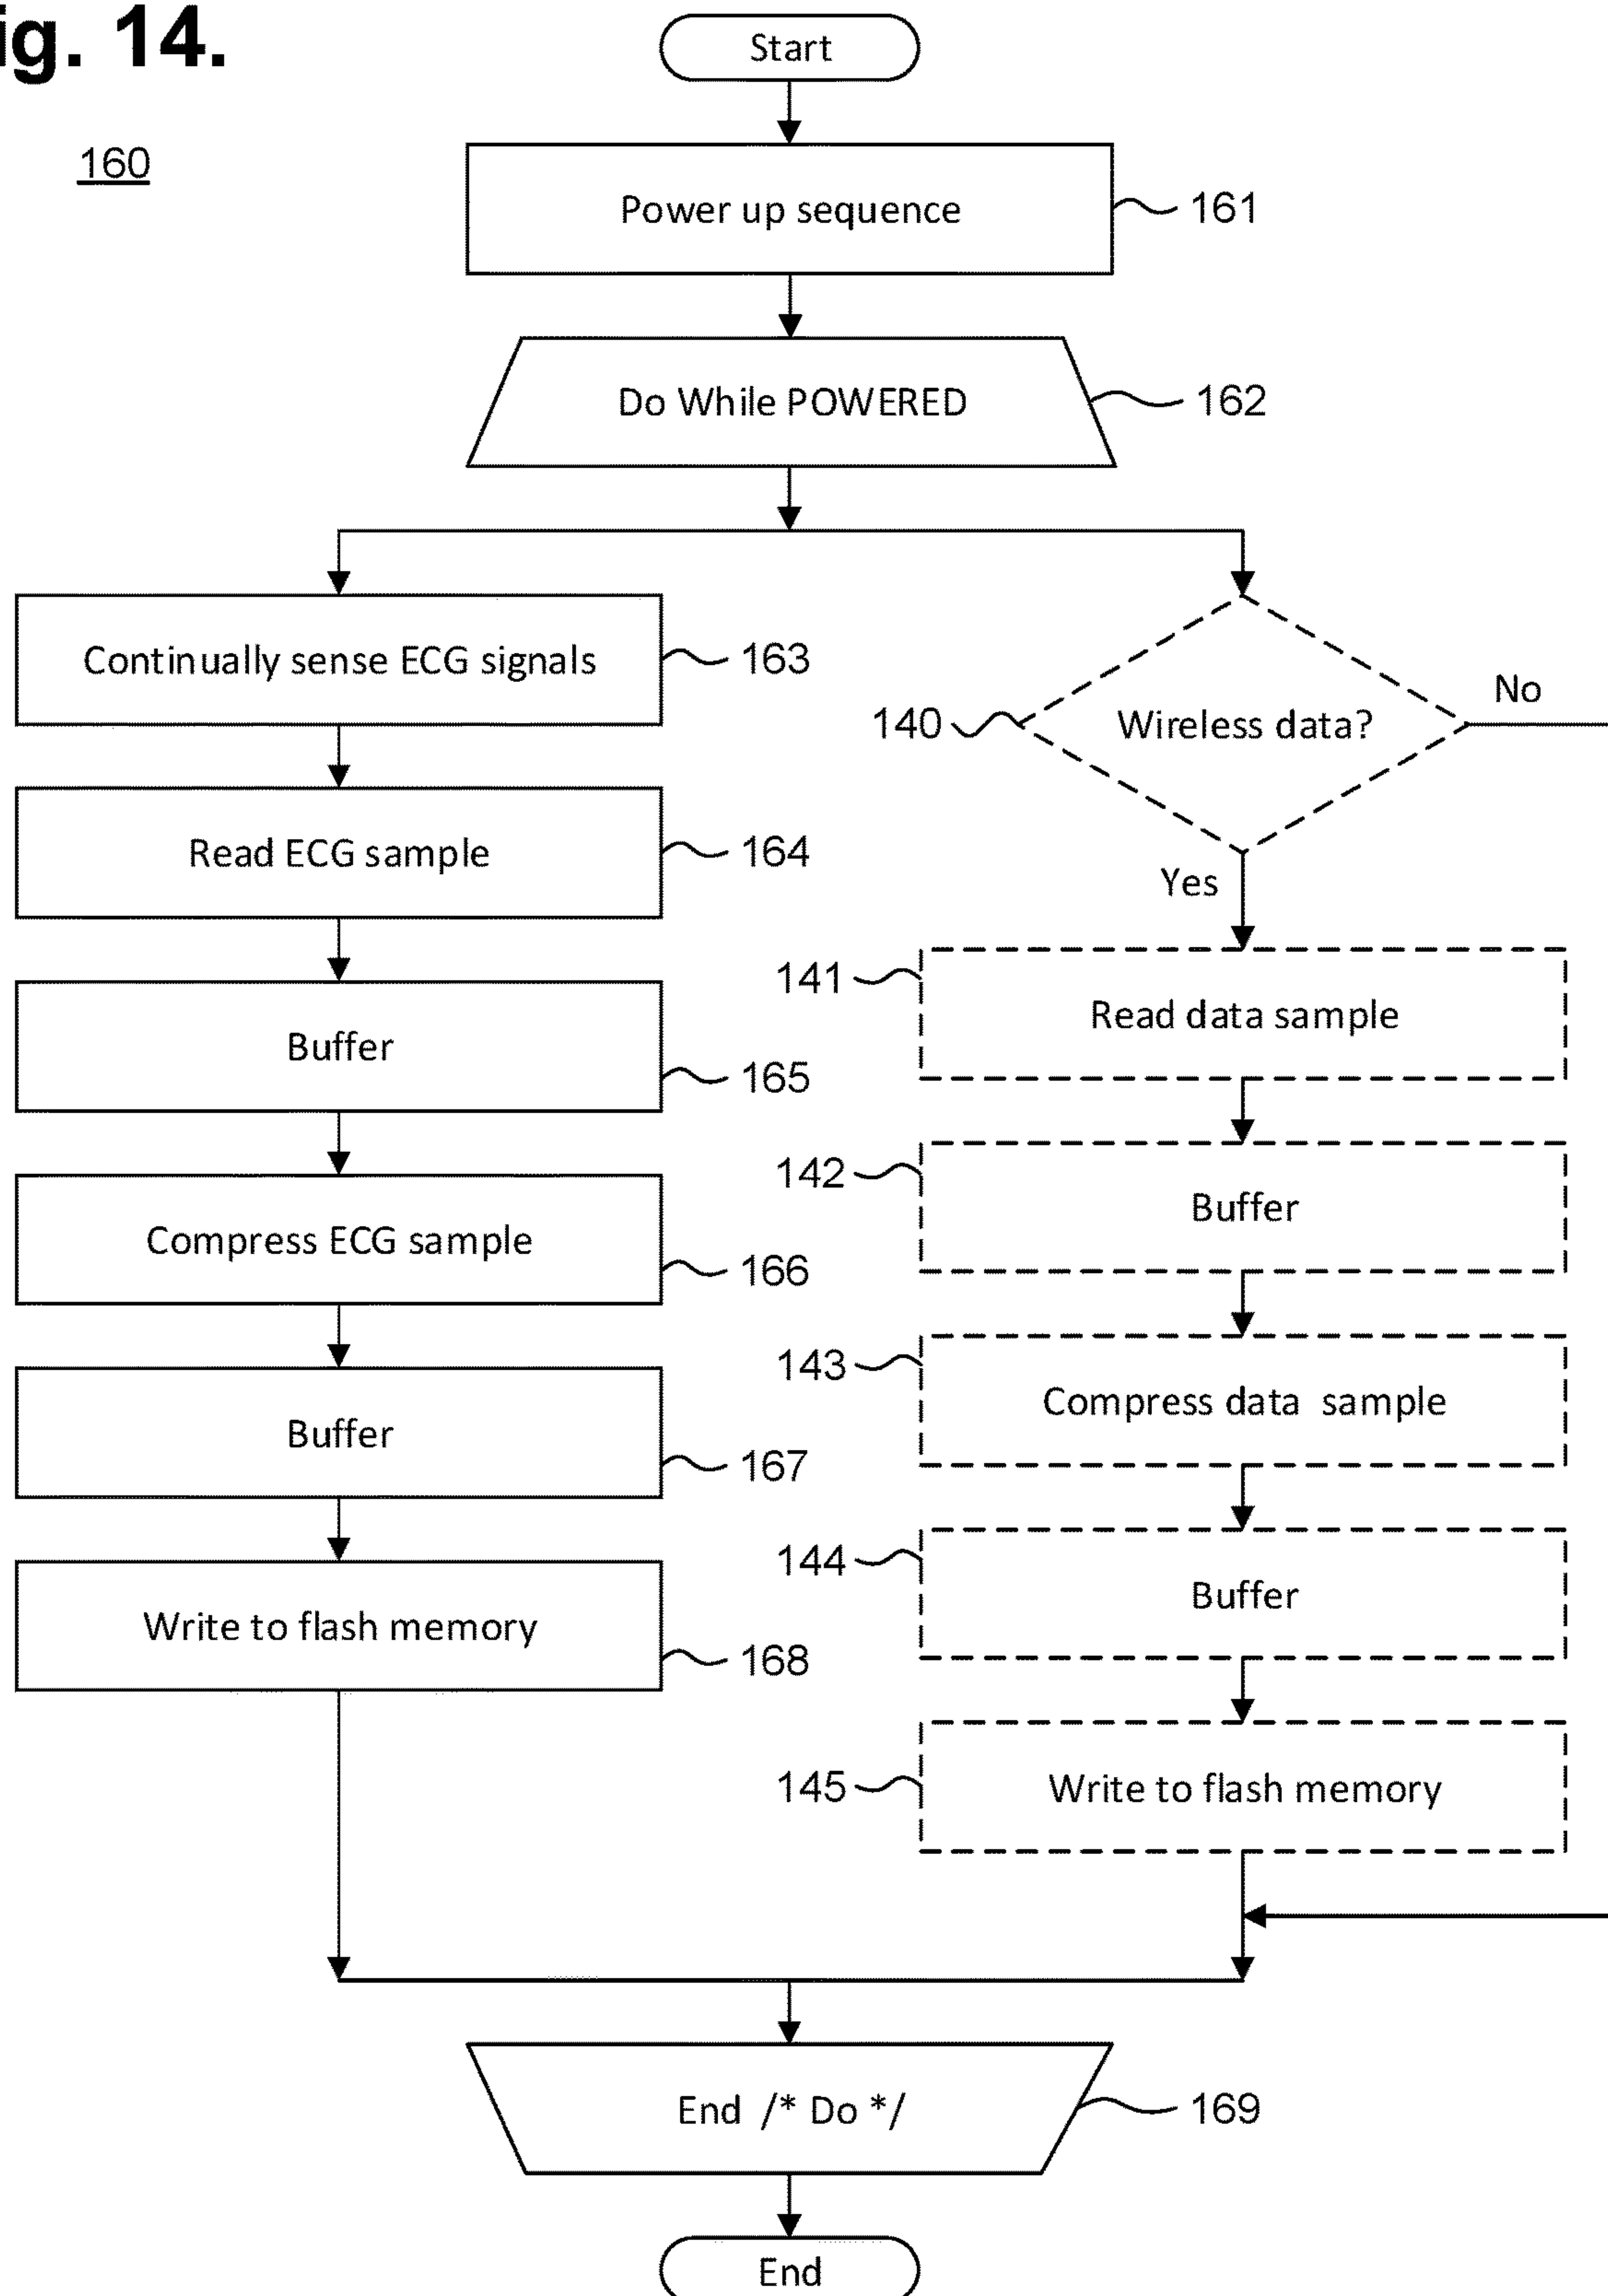 ig. 14.
160
Start
Power up sequence
161
Do While POWERED
162
Continually sense ECG signals
163
Read ECG sample
164
Buffer
165
Compress ECG sample
166
Buffer
167
Write to flash memory
168
140
Wireless data?
No
Yes
141
Read data sample
142
Buffer
143
Compress data sample
144
Buffer
145
Write to flash memory
End /* Do */
169
End